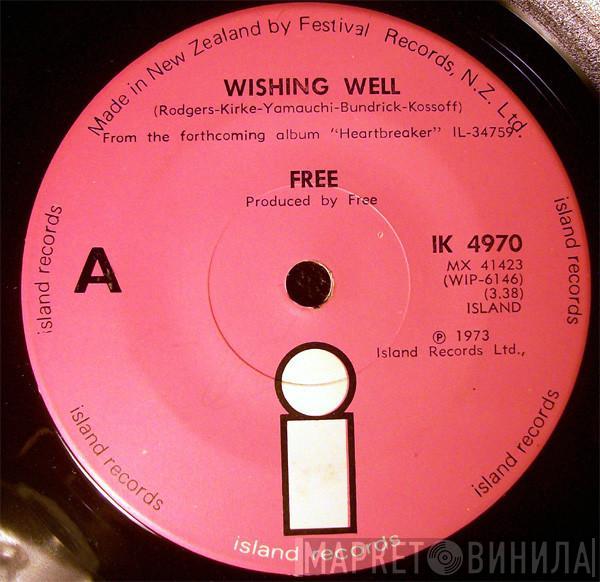 Made in New Zealand by Festival Records, N.Z. Ltd.
WISHING WELL
(Rodgers-Kirke-Yamauchi-Bundrick-Kossoff)
From the forthcoming album "Heartbreaker" IL-34759.
FREE
Produced by Free
A
IK 4970
MX 41423
(WIP-6146)
(3.38)
ISLAND
℗ 1973
Island Records Ltd.,
island records
island records
island records
island records
island records
МАРКЕТ ВИНИЛА